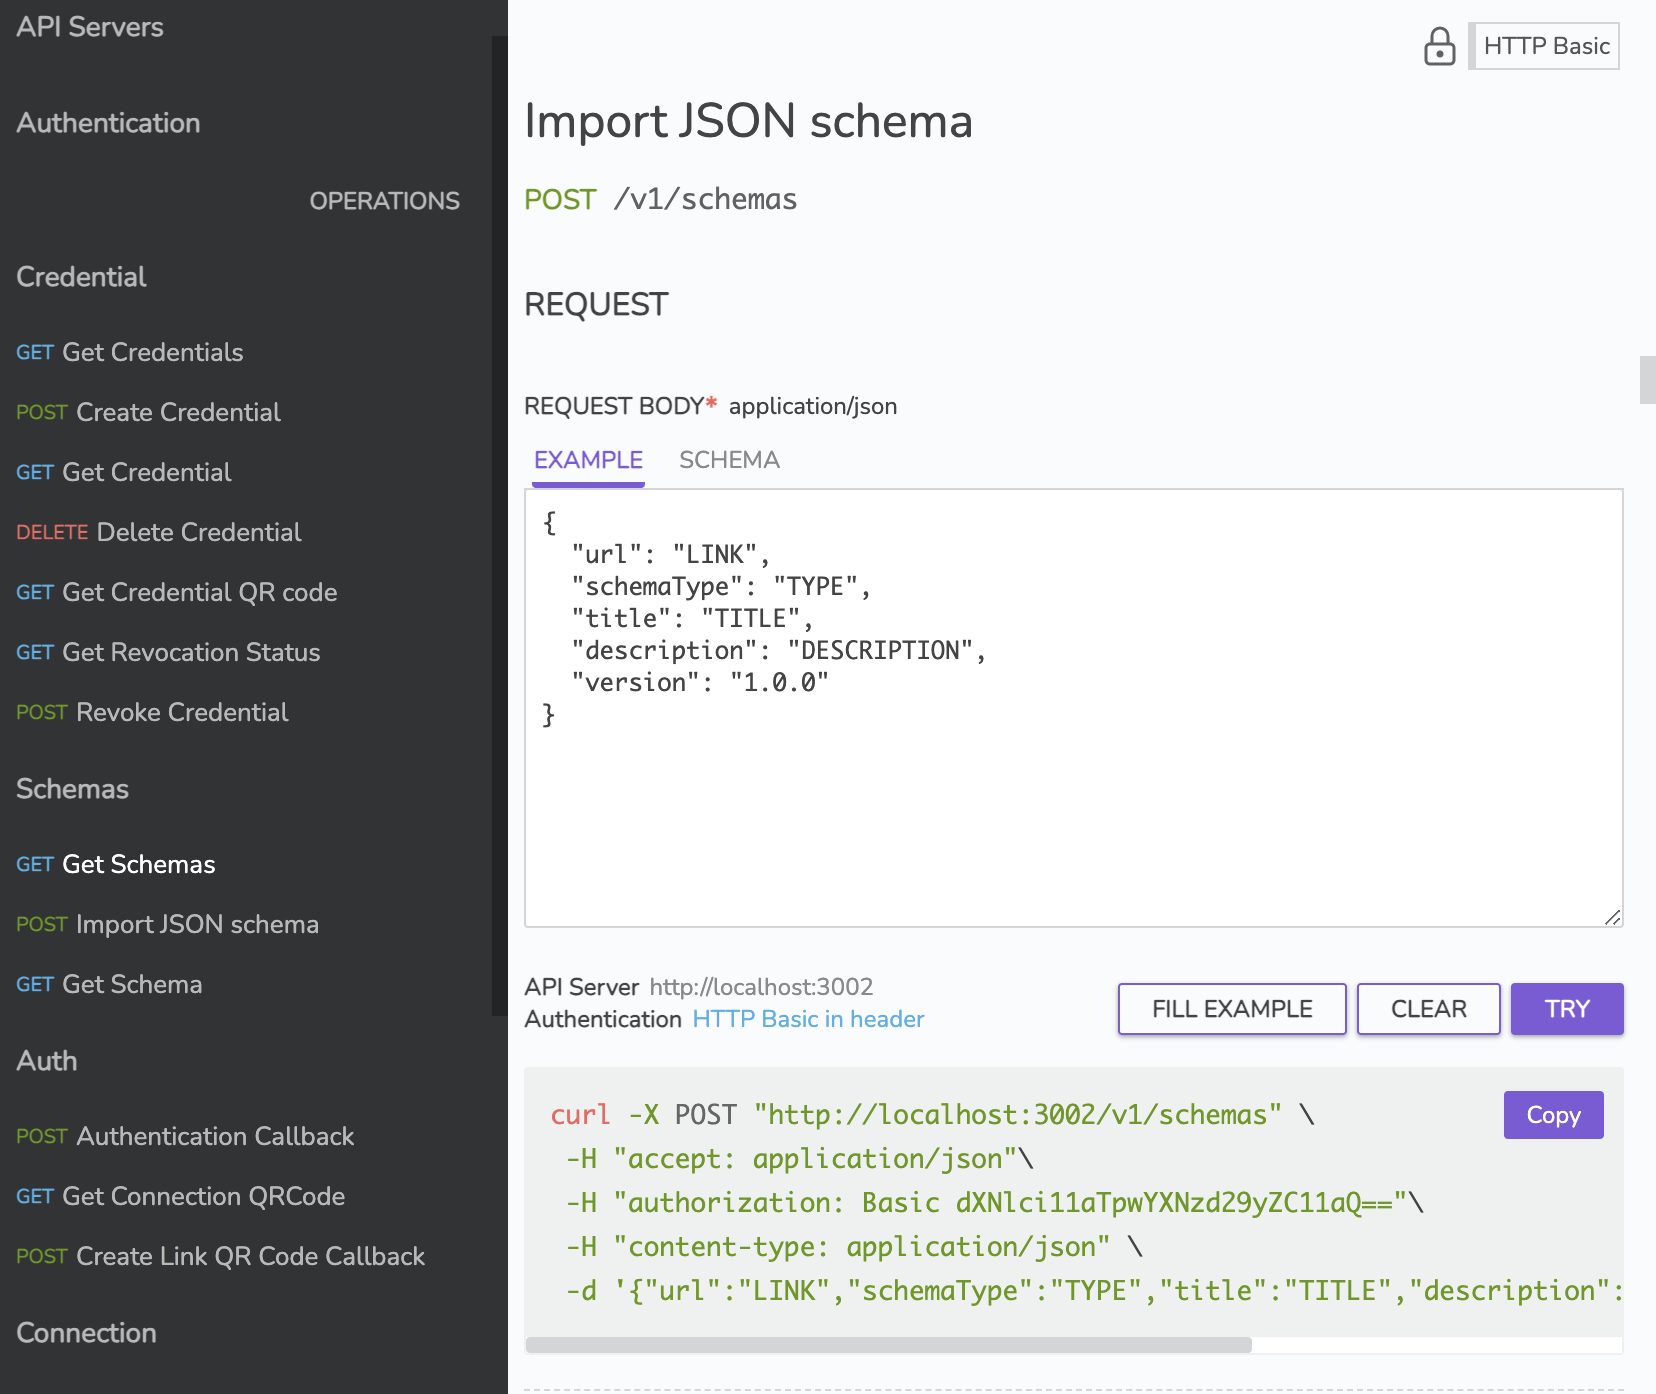 API Servers
Authentication
OPERATIONS
Credential
GET Get Credentials
POST Create Credential
GET Get Credential
DELETE Delete Credential
GET Get Credential QR code
GET Get Revocation Status
POST Revoke Credential
Schemas
GET Get Schemas
POST Import JSON schema
GET Get Schema
Auth
POST Authentication Callback
GET Get Connection QRCode
POST Create Link QR Code Callback
Connection
HTTP Basic
Import JSON schema
POST /v1/schemas
REQUEST
REQUEST BODY* application/json
EXAMPLE SCHEMA
{
  "url": "LINK",
  "schemaType": "TYPE",
  "title": "TITLE",
  "description": "DESCRIPTION",
  "version": "1.0.0"
}
API Server http://localhost:3002
Authentication HTTP Basic in header
FILL EXAMPLE CLEAR TRY
curl -X POST "http://localhost:3002/v1/schemas" \
Copy
 -H "accept: application/json"\
 -H "authorization: Basic dXNlci11aTpwYXNzd29yZC11aQ=="\
 -H "content-type: application/json" \
 -d '{"url":"LINK","schemaType":"TYPE","title":"TITLE","description":